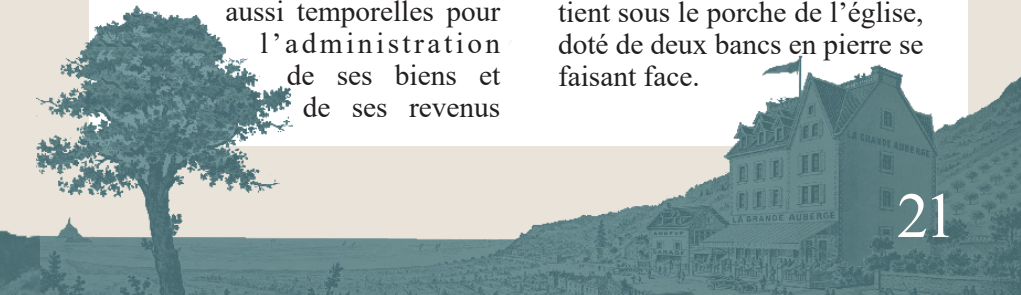 aussi temporelles pour
l'administration
de ses biens et
de ses revenus
tient sous le porche de l'église,
doté de deux bancs en pierre se
faisant face.
LA GRANDE AUBERGE
LA GRANDE AUBERGE
21